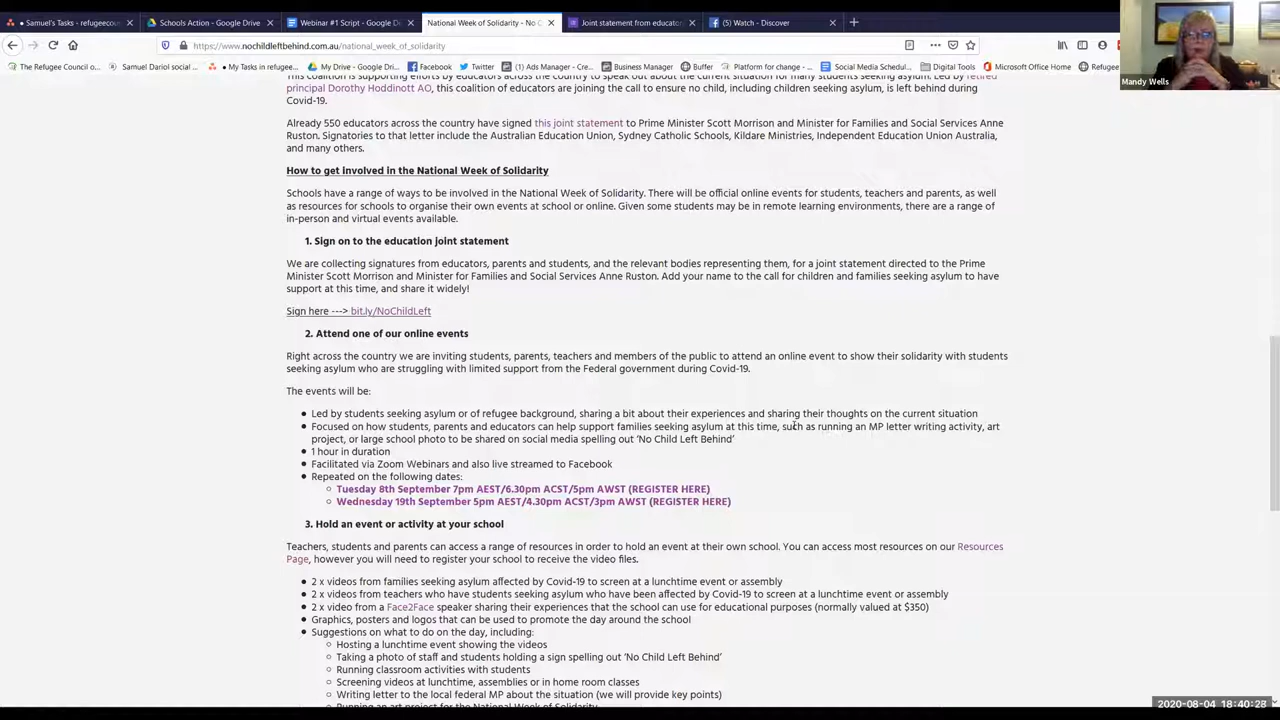 Samuel's Tasks - refugeecou
Schools Action - Google Drive
Webinar #1 Script - Google D
National Week of Solidarity - No C
Joint statement from educator
(5) Watch - Discover
https://www.nochildleftbehind.com.au/national_week_of_solidarity
The Refugee Council o...
Samuel Dariol social ...
My Tasks in refugee...
My Drive - Google Dri...
Facebook
Twitter
(1) Ads Manager - Cre...
Business Manager
Buffer
Platform for change - ...
Social Media Schedul...
Digital Tools
Microsoft Office Home
Refugee
Mandy Wells
This coalition is supporting efforts by educators across the country to speak out about the current situation for many students seeking asylum. Led by retired
principal Dorothy Hoddinott AO, this coalition of educators are joining the call to ensure no child, including children seeking asylum, is left behind during
Covid-19.
Already 550 educators across the country have signed this joint statement to Prime Minister Scott Morrison and Minister for Families and Social Services Anne
Ruston. Signatories to that letter include the Australian Education Union, Sydney Catholic Schools, Kildare Ministries, Independent Education Union Australia,
and many others.
How to get involved in the National Week of Solidarity
Schools have a range of ways to be involved in the National Week of Solidarity. There will be official online events for students, teachers and parents, as well
as resources for schools to organise their own events at school or online. Given some students may be in remote learning environments, there are a range of
in-person and virtual events available.
1. Sign on to the education joint statement
We are collecting signatures from educators, parents and students, and the relevant bodies representing them, for a joint statement directed to the Prime
Minister Scott Morrison and Minister for Families and Social Services Anne Ruston. Add your name to the call for children and families seeking asylum to have
support at this time, and share it widely!
Sign here ---> bit.ly/NoChildLeft
2. Attend one of our online events
Right across the country we are inviting students, parents, teachers and members of the public to attend an online event to show their solidarity with students
seeking asylum who are struggling with limited support from the Federal government during Covid-19.
The events will be:
Led by students seeking asylum or of refugee background, sharing a bit about their experiences and sharing their thoughts on the current situation
Focused on how students, parents and educators can help support families seeking asylum at this time, such as running an MP letter writing activity, art
project, or large school photo to be shared on social media spelling out 'No Child Left Behind'
1 hour in duration
Facilitated via Zoom Webinars and also live streamed to Facebook
Repeated on the following dates:
Tuesday 8th September 7pm AEST/6.30pm ACST/5pm AWST (REGISTER HERE)
Wednesday 19th September 5pm AEST/4.30pm ACST/3pm AWST (REGISTER HERE)
3. Hold an event or activity at your school
Teachers, students and parents can access a range of resources in order to hold an event at their own school. You can access most resources on our Resources
Page, however you will need to register your school to receive the video files.
2 x videos from families seeking asylum affected by Covid-19 to screen at a lunchtime event or assembly
2 x videos from teachers who have students seeking asylum who have been affected by Covid-19 to screen at a lunchtime event or assembly
2 x video from a Face2Face speaker sharing their experiences that the school can use for educational purposes (normally valued at $350)
Graphics, posters and logos that can be used to promote the day around the school
Suggestions on what to do on the day, including:
Hosting a lunchtime event showing the videos
Taking a photo of staff and students holding a sign spelling out 'No Child Left Behind'
Running classroom activities with students
Screening videos at lunchtime, assemblies or in home room classes
Writing letter to the local federal MP about the situation (we will provide key points)
Running an art project for the National Week of Solidarity
2020-08-04 18:40:28